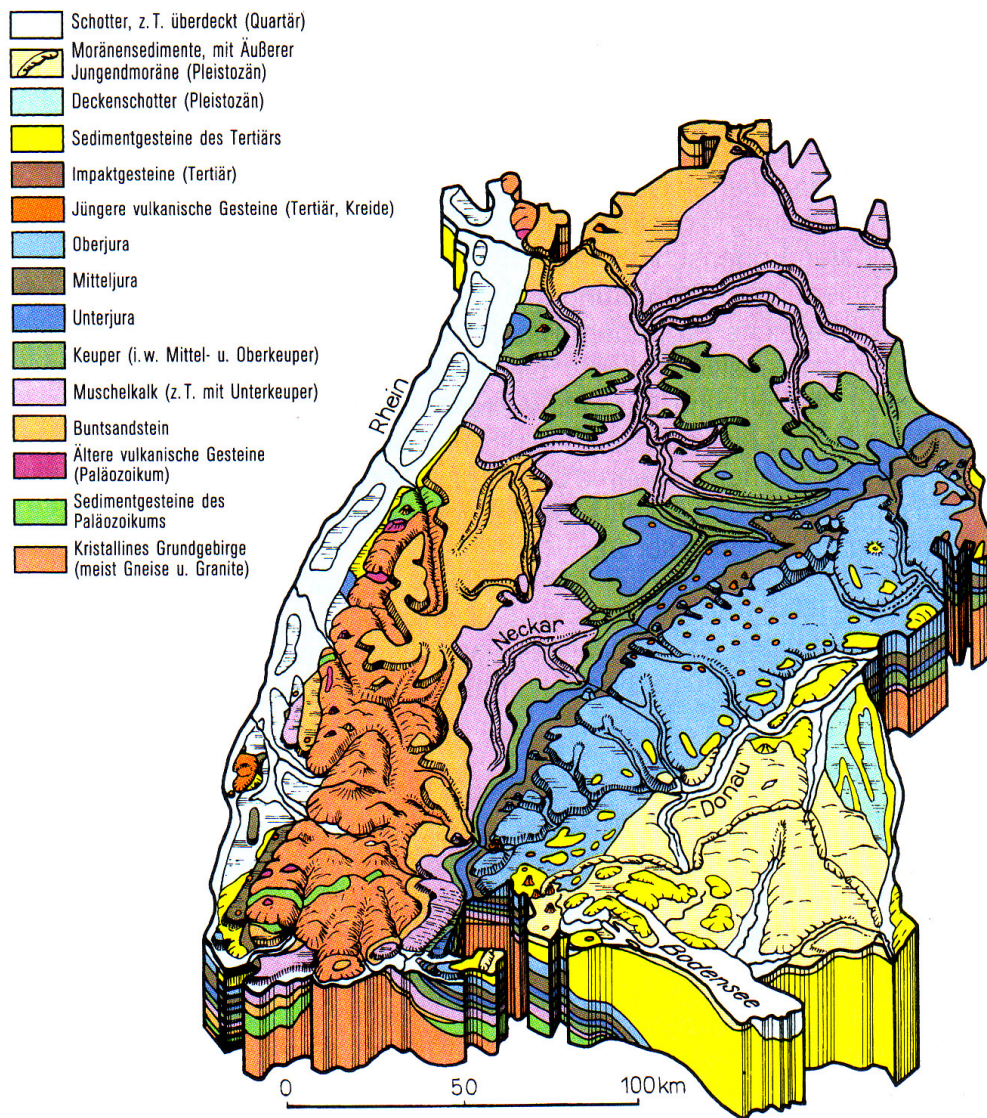 Schotter, z. T. überdeckt (Quartär)
Moränensedimente, mit Äußerer
Jungendmoräne (Pleistozän)
Deckenschotter (Pleistozän)
Sedimentgesteine des Tertiärs
Impaktgesteine (Tertiär)
Jüngere vulkanische Gesteine (Tertiär, Kreide)
Oberjura
Mitteljura
Unterjura
Keuper (i. w. Mittel- u. Oberkeuper)
Muschelkalk (z. T. mit Unterkeuper)
Buntsandstein
Ältere vulkanische Gesteine
(Paläozoikum)
Sedimentgesteine des
Paläozoikums
Kristallines Grundgebirge
(meist Gneise u. Granite)
Rhein
Neckar
Donau
Bodensee
0 50 100 km